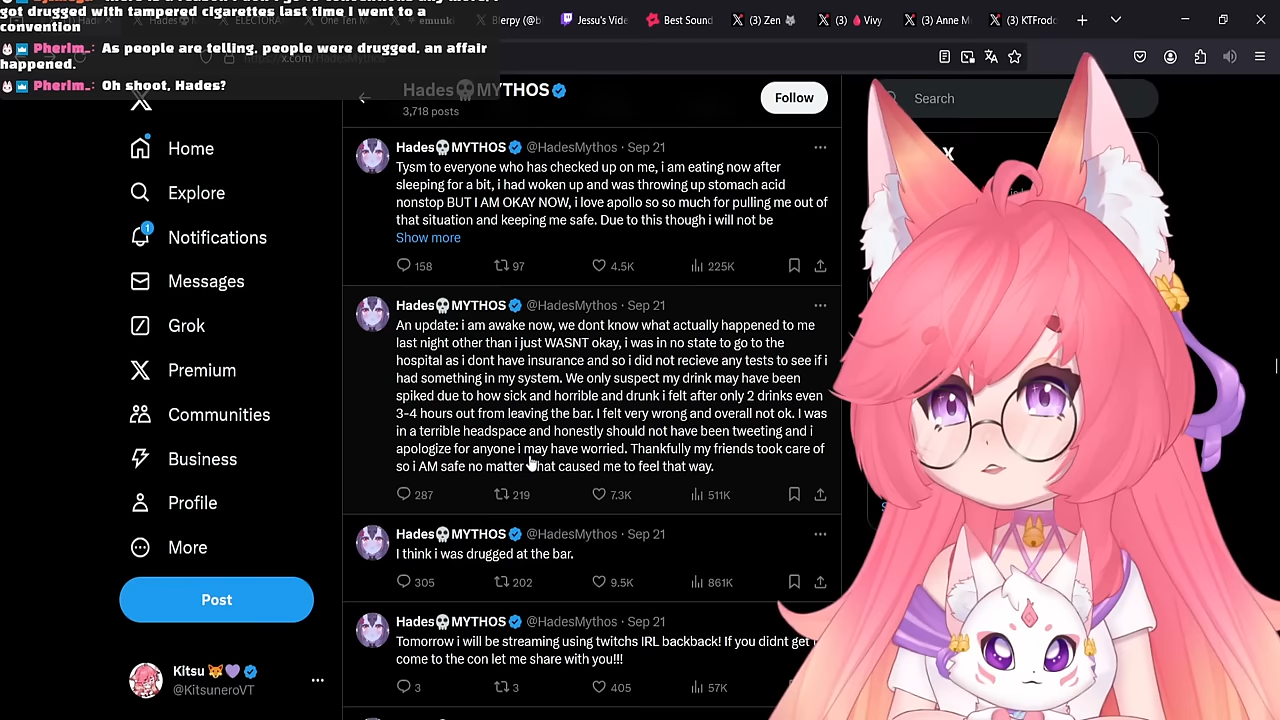 got drugged with tampered cigarettes last time I went to a
convention
Pherim_: As people are telling, people were drugged, an affair
happened.
Pherim_: Oh shoot, Hades?
ELECTORA
One Ten M
emuuki
Bierpy (@b
Jessu's Vide
Best Sound
(3) Zen
(3) Vivy
(3) Anne M
(3) KTFrod
Hades💀MYTHOS
3,718 posts
Follow
Search
Home
Explore
1
Notifications
Messages
Grok
Premium
Communities
Business
Profile
More
Post
Kitsu 🦊💜
@KitsuneroVT
Hades💀MYTHOS @HadesMythos · Sep 21
Tysm to everyone who has checked up on me, i am eating now after
sleeping for a bit, i had woken up and was throwing up stomach acid
nonstop BUT I AM OKAY NOW, i love apollo so so much for pulling me out of
that situation and keeping me safe. Due to this though i will not be
Show more
158 97 4.5K 225K
Hades💀MYTHOS @HadesMythos · Sep 21
An update: i am awake now, we dont know what actually happened to me
last night other than i just WASNT okay, i was in no state to go to the
hospital as i dont have insurance and so i did not recieve any tests to see if i
had something in my system. We only suspect my drink may have been
spiked due to how sick and horrible and drunk i felt after only 2 drinks even
3-4 hours out from leaving the bar. I felt very wrong and overall not ok. I was
in a terrible headspace and honestly should not have been tweeting and i
apologize for anyone i may have worried. Thankfully my friends took care of
so i AM safe no matter what caused me to feel that way.
287 219 7.3K 511K
Hades💀MYTHOS @HadesMythos · Sep 21
I think i was drugged at the bar.
305 202 9.5K 861K
Hades💀MYTHOS @HadesMythos · Sep 21
Tomorrow i will be streaming using twitchs IRL backback! If you didnt get
come to the con let me share with you!!!
3 3 405 57K